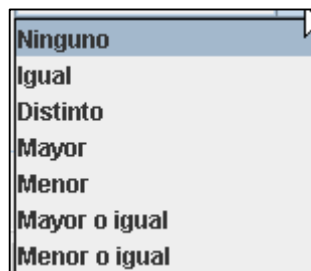 Ninguno
Igual
Distinto
Mayor
Menor
Mayor o igual
Menor o igual